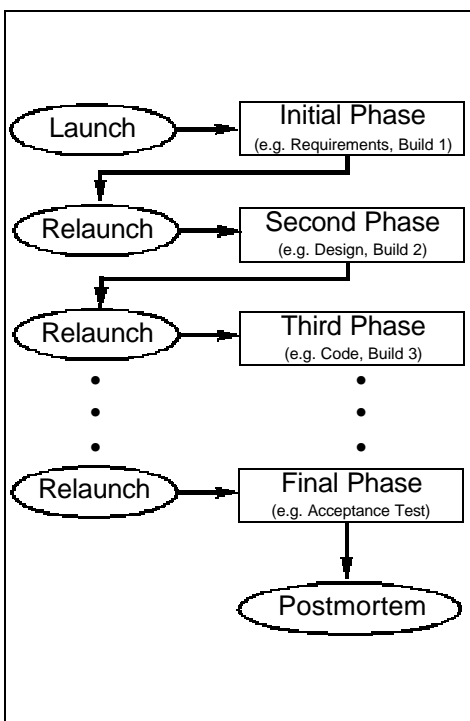 Launch
Initial Phase
(e.g. Requirements, Build 1)
Relaunch
Second Phase
(e.g. Design, Build 2)
Relaunch
Third Phase
(e.g. Code, Build 3)
Relaunch
Final Phase
(e.g. Acceptance Test)
Postmortem